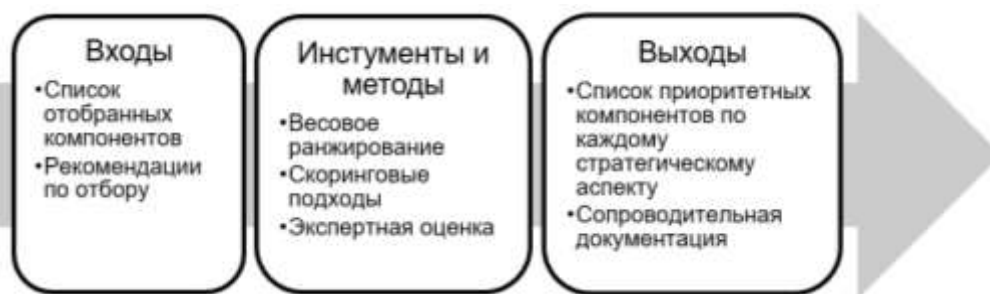 Входы
•Список
отобранных
компонентов
•Рекомендации
по отбору
Инстументы и
методы
•Весовое
ранжирование
•Скоринговые
подходы
•Экспертная оценка
Выходы
•Список приоритетных
компонентов по
каждому
стратегическому
аспекту
•Сопроводительная
документация